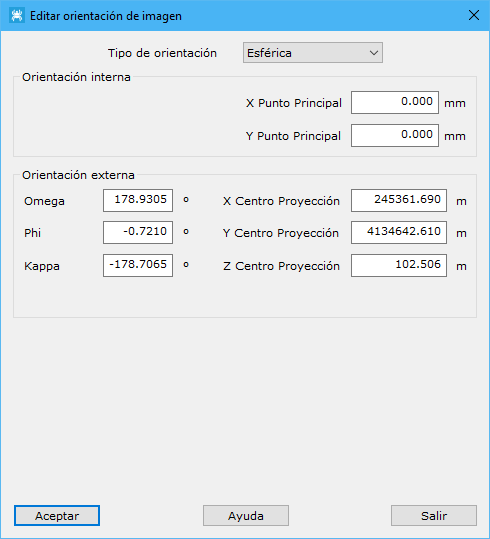 Editar orientación de imagen
Tipo de orientación Esférica
Orientación interna
X Punto Principal 0.000 mm
Y Punto Principal 0.000 mm
Orientación externa
Omega 178.9305 º X Centro Proyección 245361.690 m
Phi -0.7210 º Y Centro Proyección 4134642.610 m
Kappa -178.7065 º Z Centro Proyección 102.506 m
Aceptar Ayuda Salir